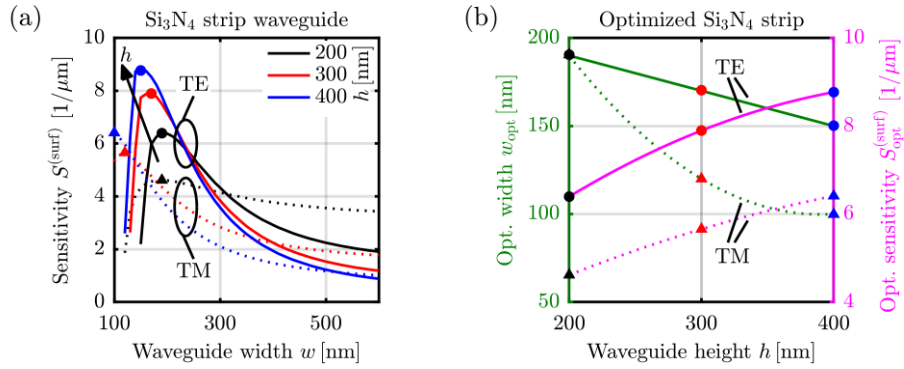 (a)
Si₃N₄ strip waveguide
Sensitivity S^(surf) [1/μm]
10
8
6
4
2
0
h
TE
TM
200
300
400
h [nm]
100
300
500
Waveguide width w [nm]
(b)
Optimized Si₃N₄ strip
Opt. width w_opt [nm]
200
150
100
50
TE
TM
10
8
6
4
Opt. sensitivity S_opt^(surf) [1/μm]
200
300
400
Waveguide height h [nm]